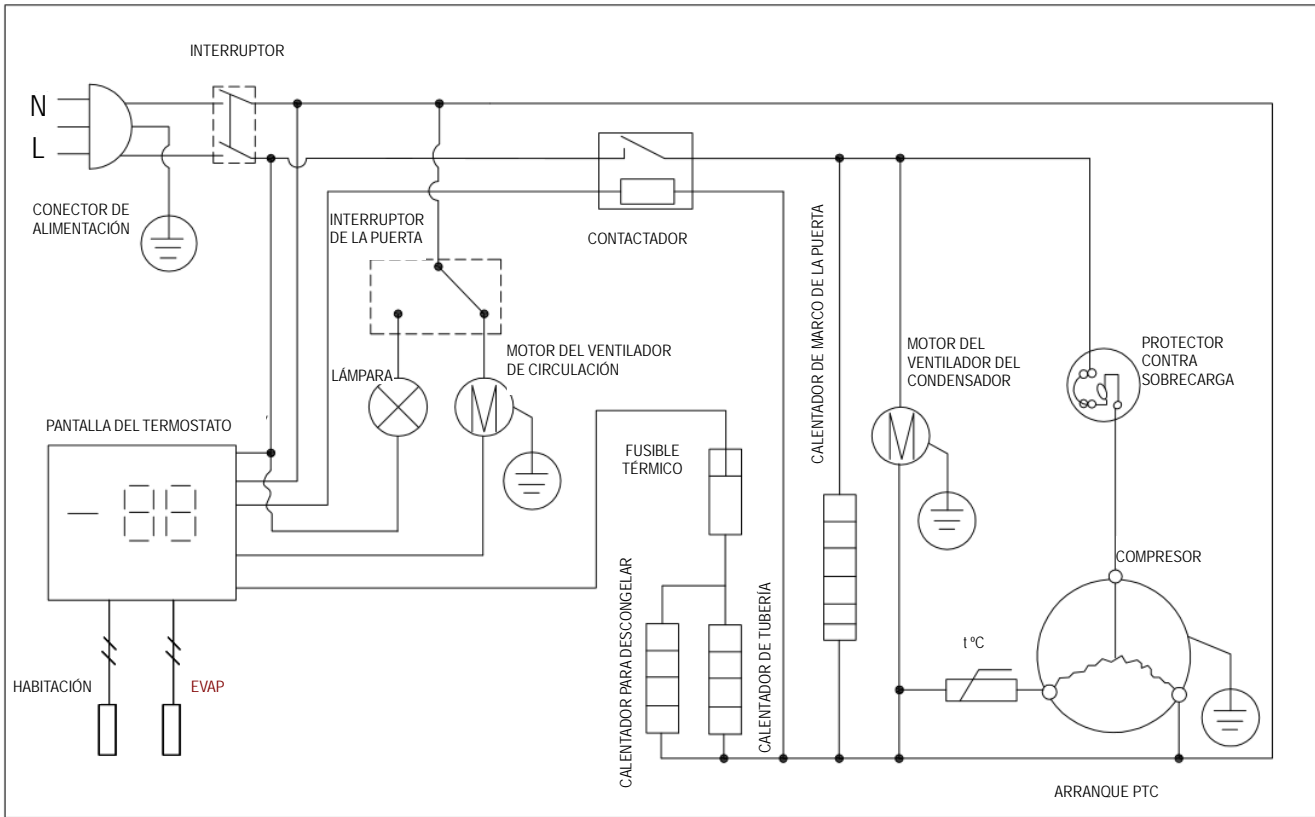 INTERRUPTOR
N
L
CONECTOR DE
ALIMENTACIÓN
INTERRUPTOR
DE LA PUERTA
CONTACTADOR
CALENTADOR DE MARCO DE LA PUERTA
MOTOR DEL
VENTILADOR DEL
CONDENSADOR
PROTECTOR
CONTRA
SOBRECARGA
LÁMPARA
MOTOR DEL VENTILADOR
DE CIRCULACIÓN
PANTALLA DEL TERMOSTATO
FUSIBLE
TÉRMICO
CALENTADOR PARA DESCONGELAR
CALENTADOR DE TUBERÍA
COMPRESOR
t ºC
HABITACIÓN
EVAP
ARRANQUE PTC